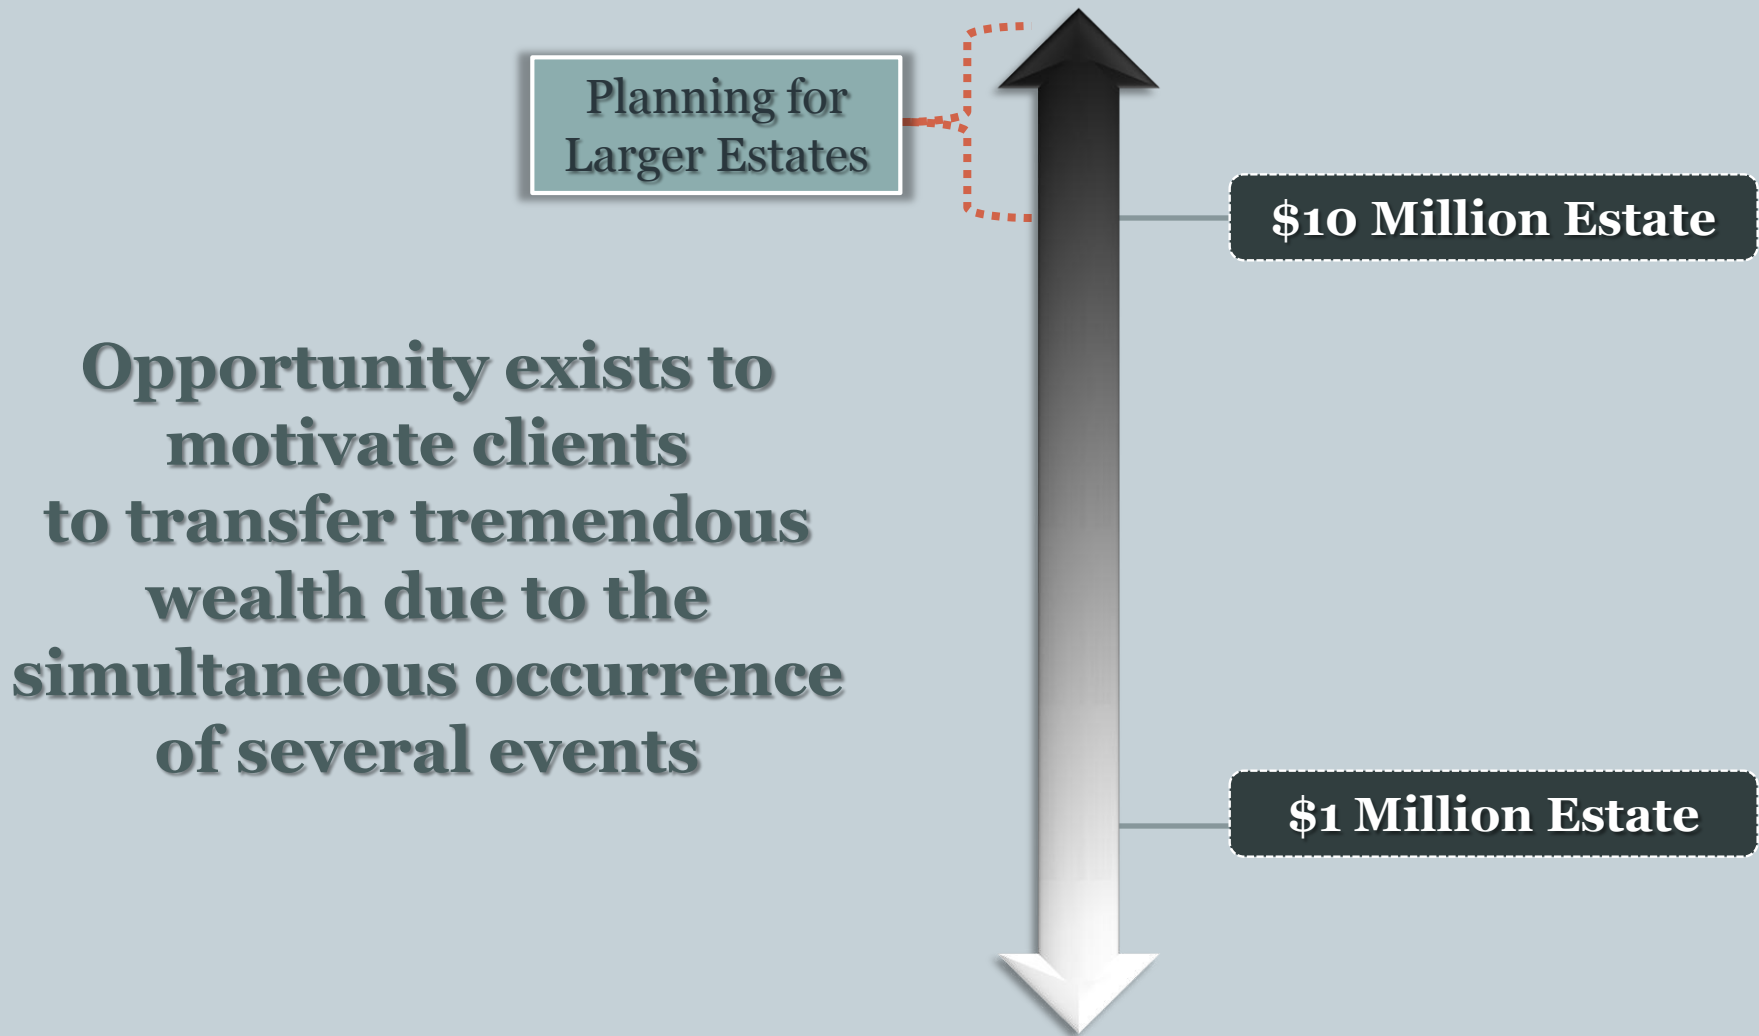 Planning for
Larger Estates
$10 Million Estate
Opportunity exists to
motivate clients
to transfer tremendous
wealth due to the
simultaneous occurrence
of several events
$1 Million Estate